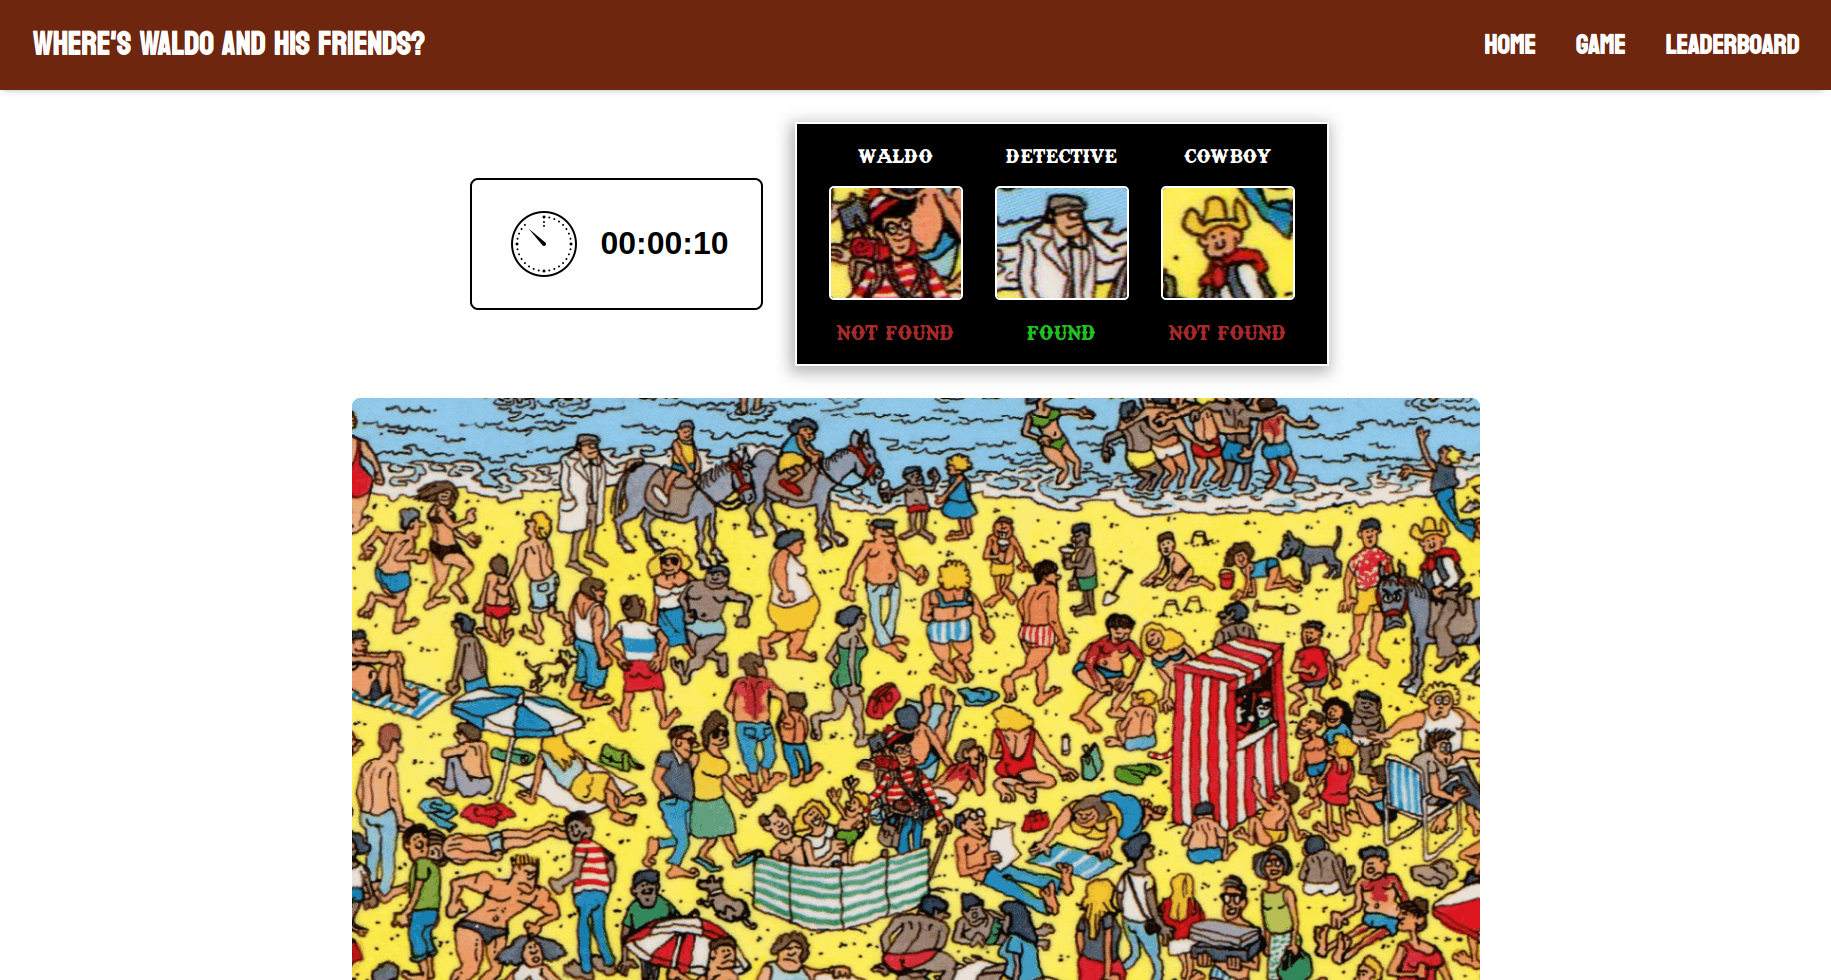 WHERE'S WALDO AND HIS FRIENDS?
HOME GAME LEADERBOARD
00:00:10
WALDO DETECTIVE COWBOY
NOT FOUND FOUND NOT FOUND